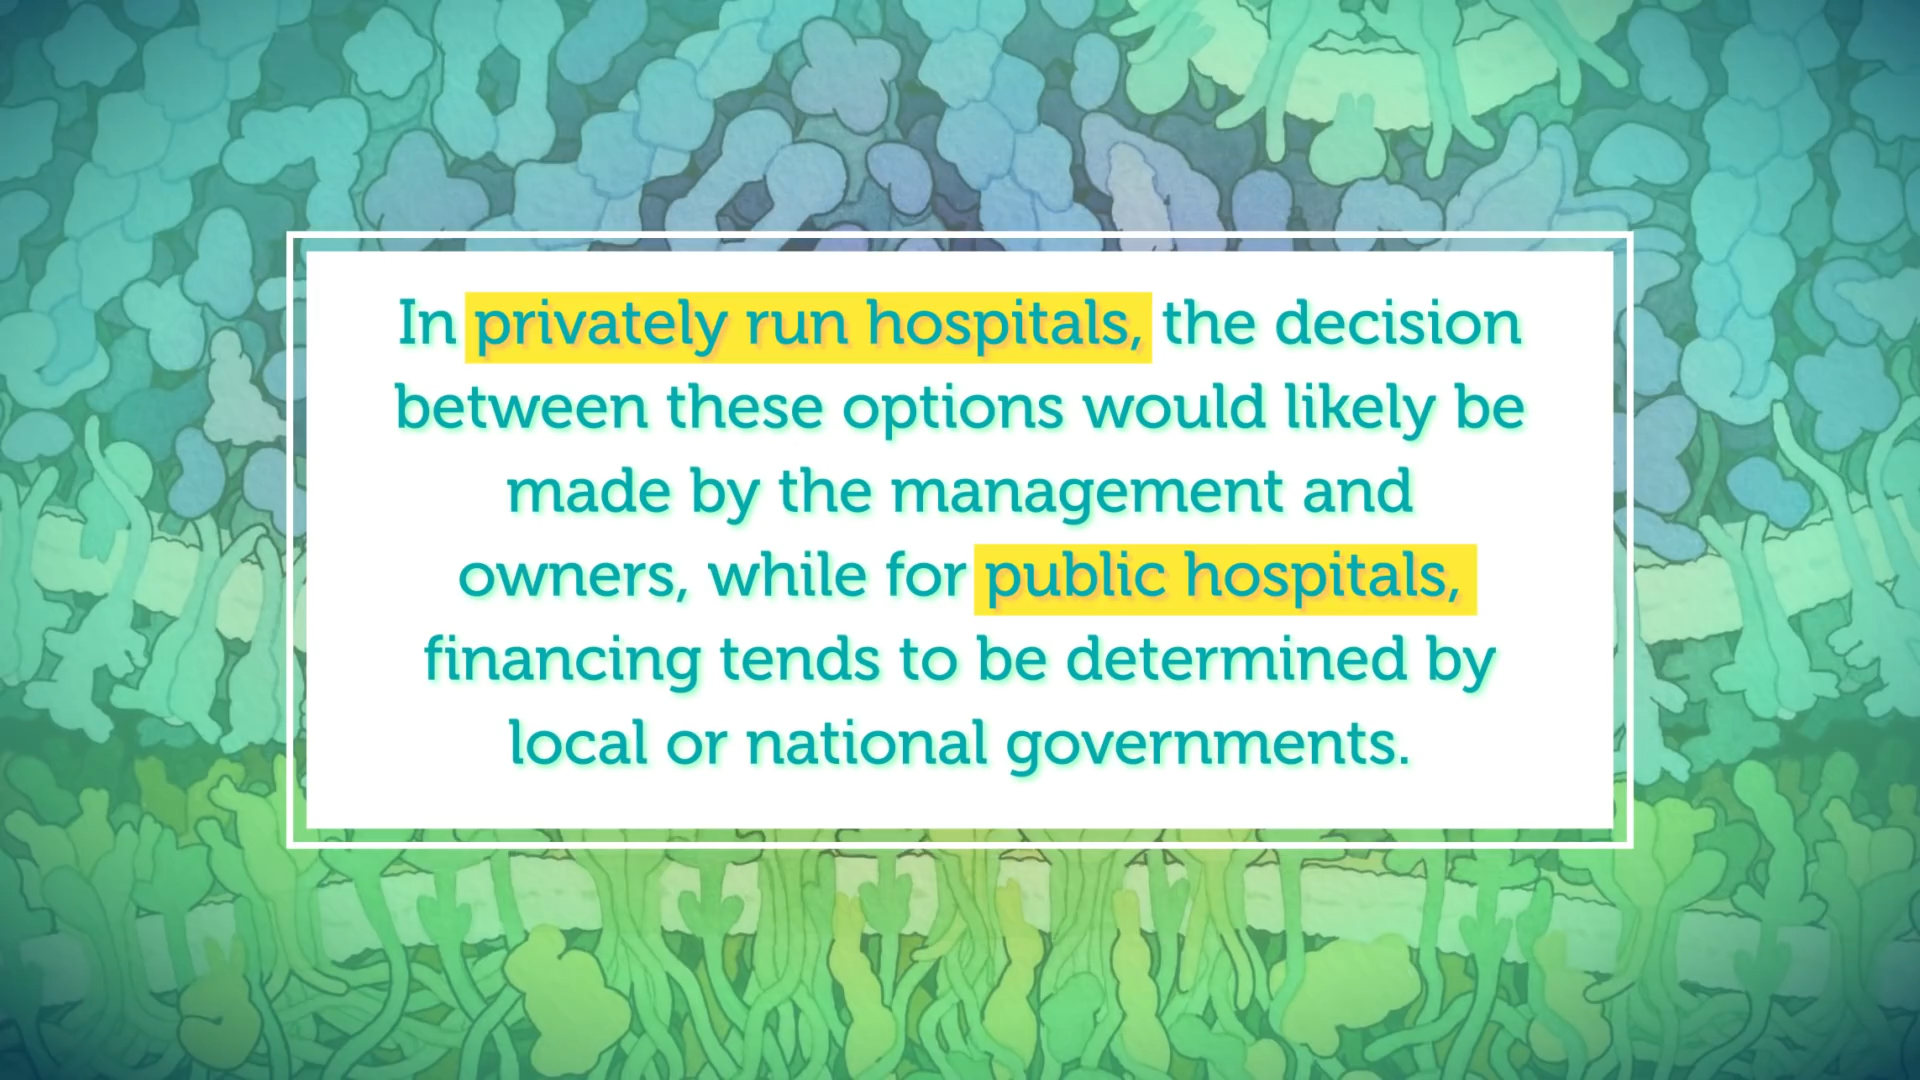 In privately run hospitals, the decision
between these options would likely be
made by the management and
owners, while for public hospitals,
financing tends to be determined by
local or national governments.